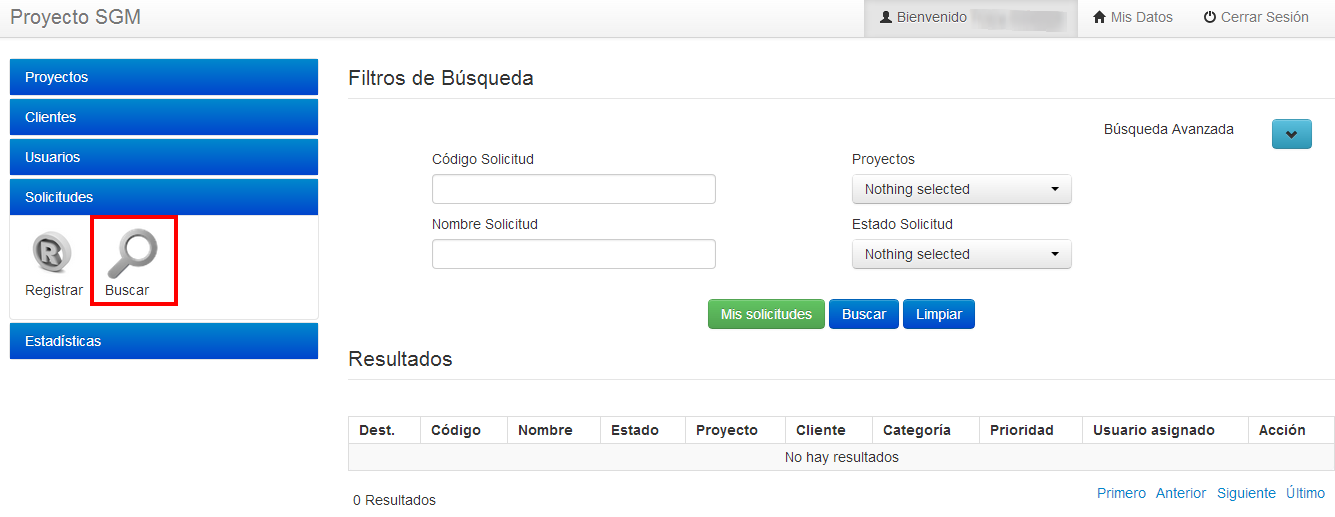 Proyecto SGM
Bienvenido
Mis Datos
Cerrar Sesión
Proyectos
Clientes
Usuarios
Solicitudes
R
Registrar
Buscar
Estadísticas
Filtros de Búsqueda
Búsqueda Avanzada
Código Solicitud
Proyectos
Nothing selected
Nombre Solicitud
Estado Solicitud
Nothing selected
Mis solicitudes Buscar Limpiar
Resultados
Dest. Código Nombre Estado Proyecto Cliente Categoría Prioridad Usuario asignado Acción
No hay resultados
0 Resultados
Primero Anterior Siguiente Último